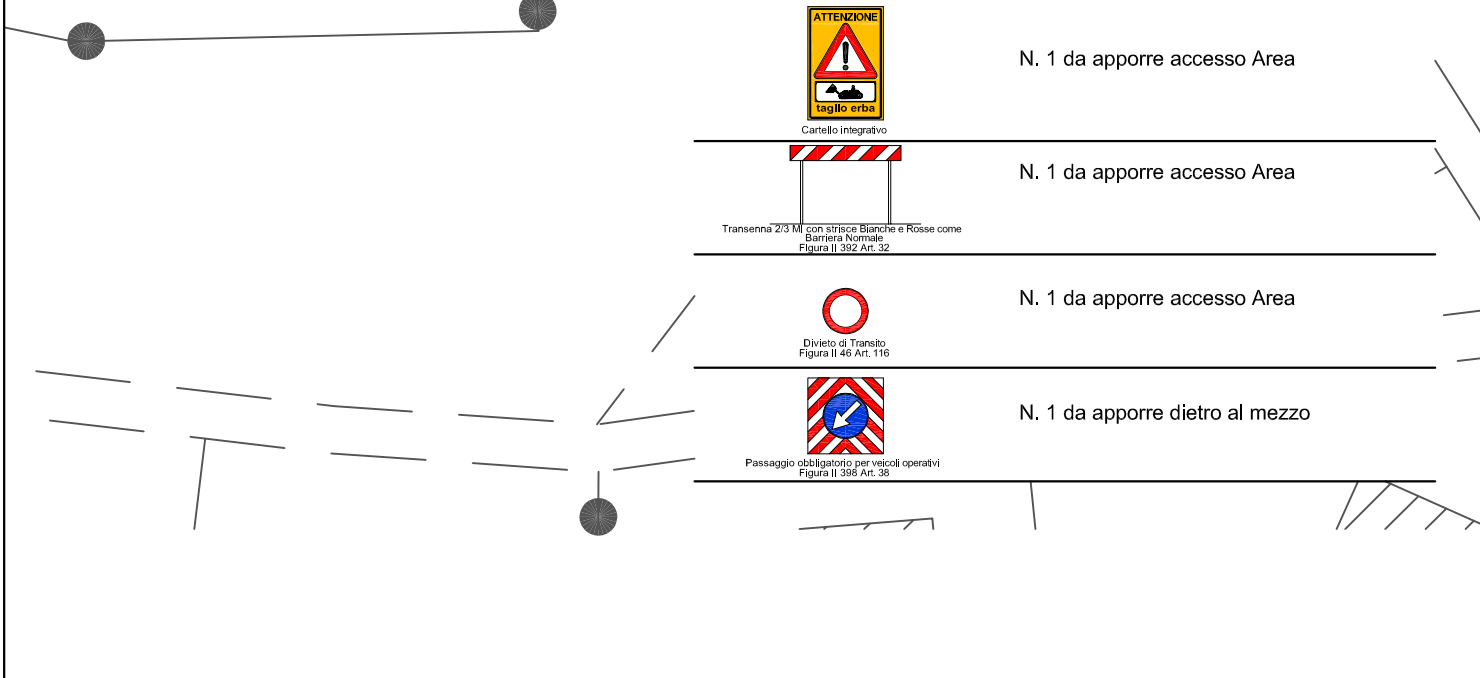 ATTENZIONE
taglio erba
Cartello integrativo
N. 1 da apporre accesso Area
N. 1 da apporre accesso Area
Transenna 2/3 Ml con strisce Bianche e Rosse come
Barriera Normale
Figura II 392 Art. 32
N. 1 da apporre accesso Area
Divieto di Transito
Figura II 46 Art. 116
N. 1 da apporre dietro al mezzo
Passaggio obbligatorio per veicoli operativi
Figura II 398 Art. 38